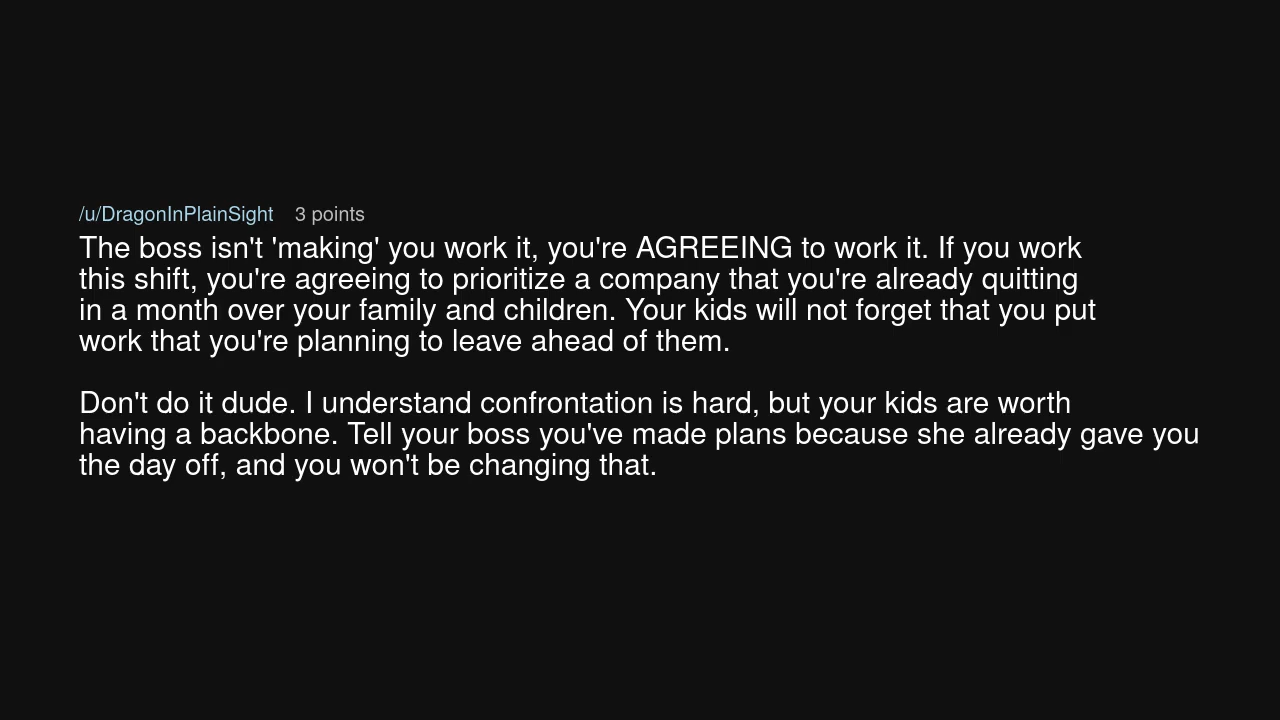 /u/DragonInPlainSight 3 points
The boss isn't 'making' you work it, you're AGREEING to work it. If you work
this shift, you're agreeing to prioritize a company that you're already quitting
in a month over your family and children. Your kids will not forget that you put
work that you're planning to leave ahead of them.
Don't do it dude. I understand confrontation is hard, but your kids are worth
having a backbone. Tell your boss you've made plans because she already gave you
the day off, and you won't be changing that.